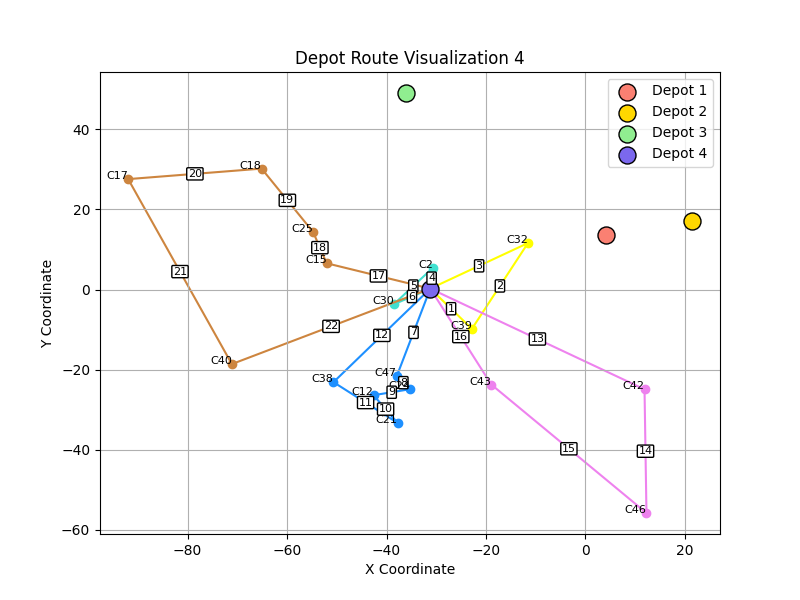 Depot Route Visualization 4
Depot 1
Depot 2
Depot 3
Depot 4
40
20
0
−20
−40
−60
Y Coordinate
−80
−60
−40
−20
0
20
X Coordinate
C17
20
C18
19
C25
18
C15
17
21
C40
22
C2
4
5
6
C30
C32
3
2
1
C39
16
12
7
C38
C47
8
9
C12
11
10
C21
C43
13
C42
14
15
C46